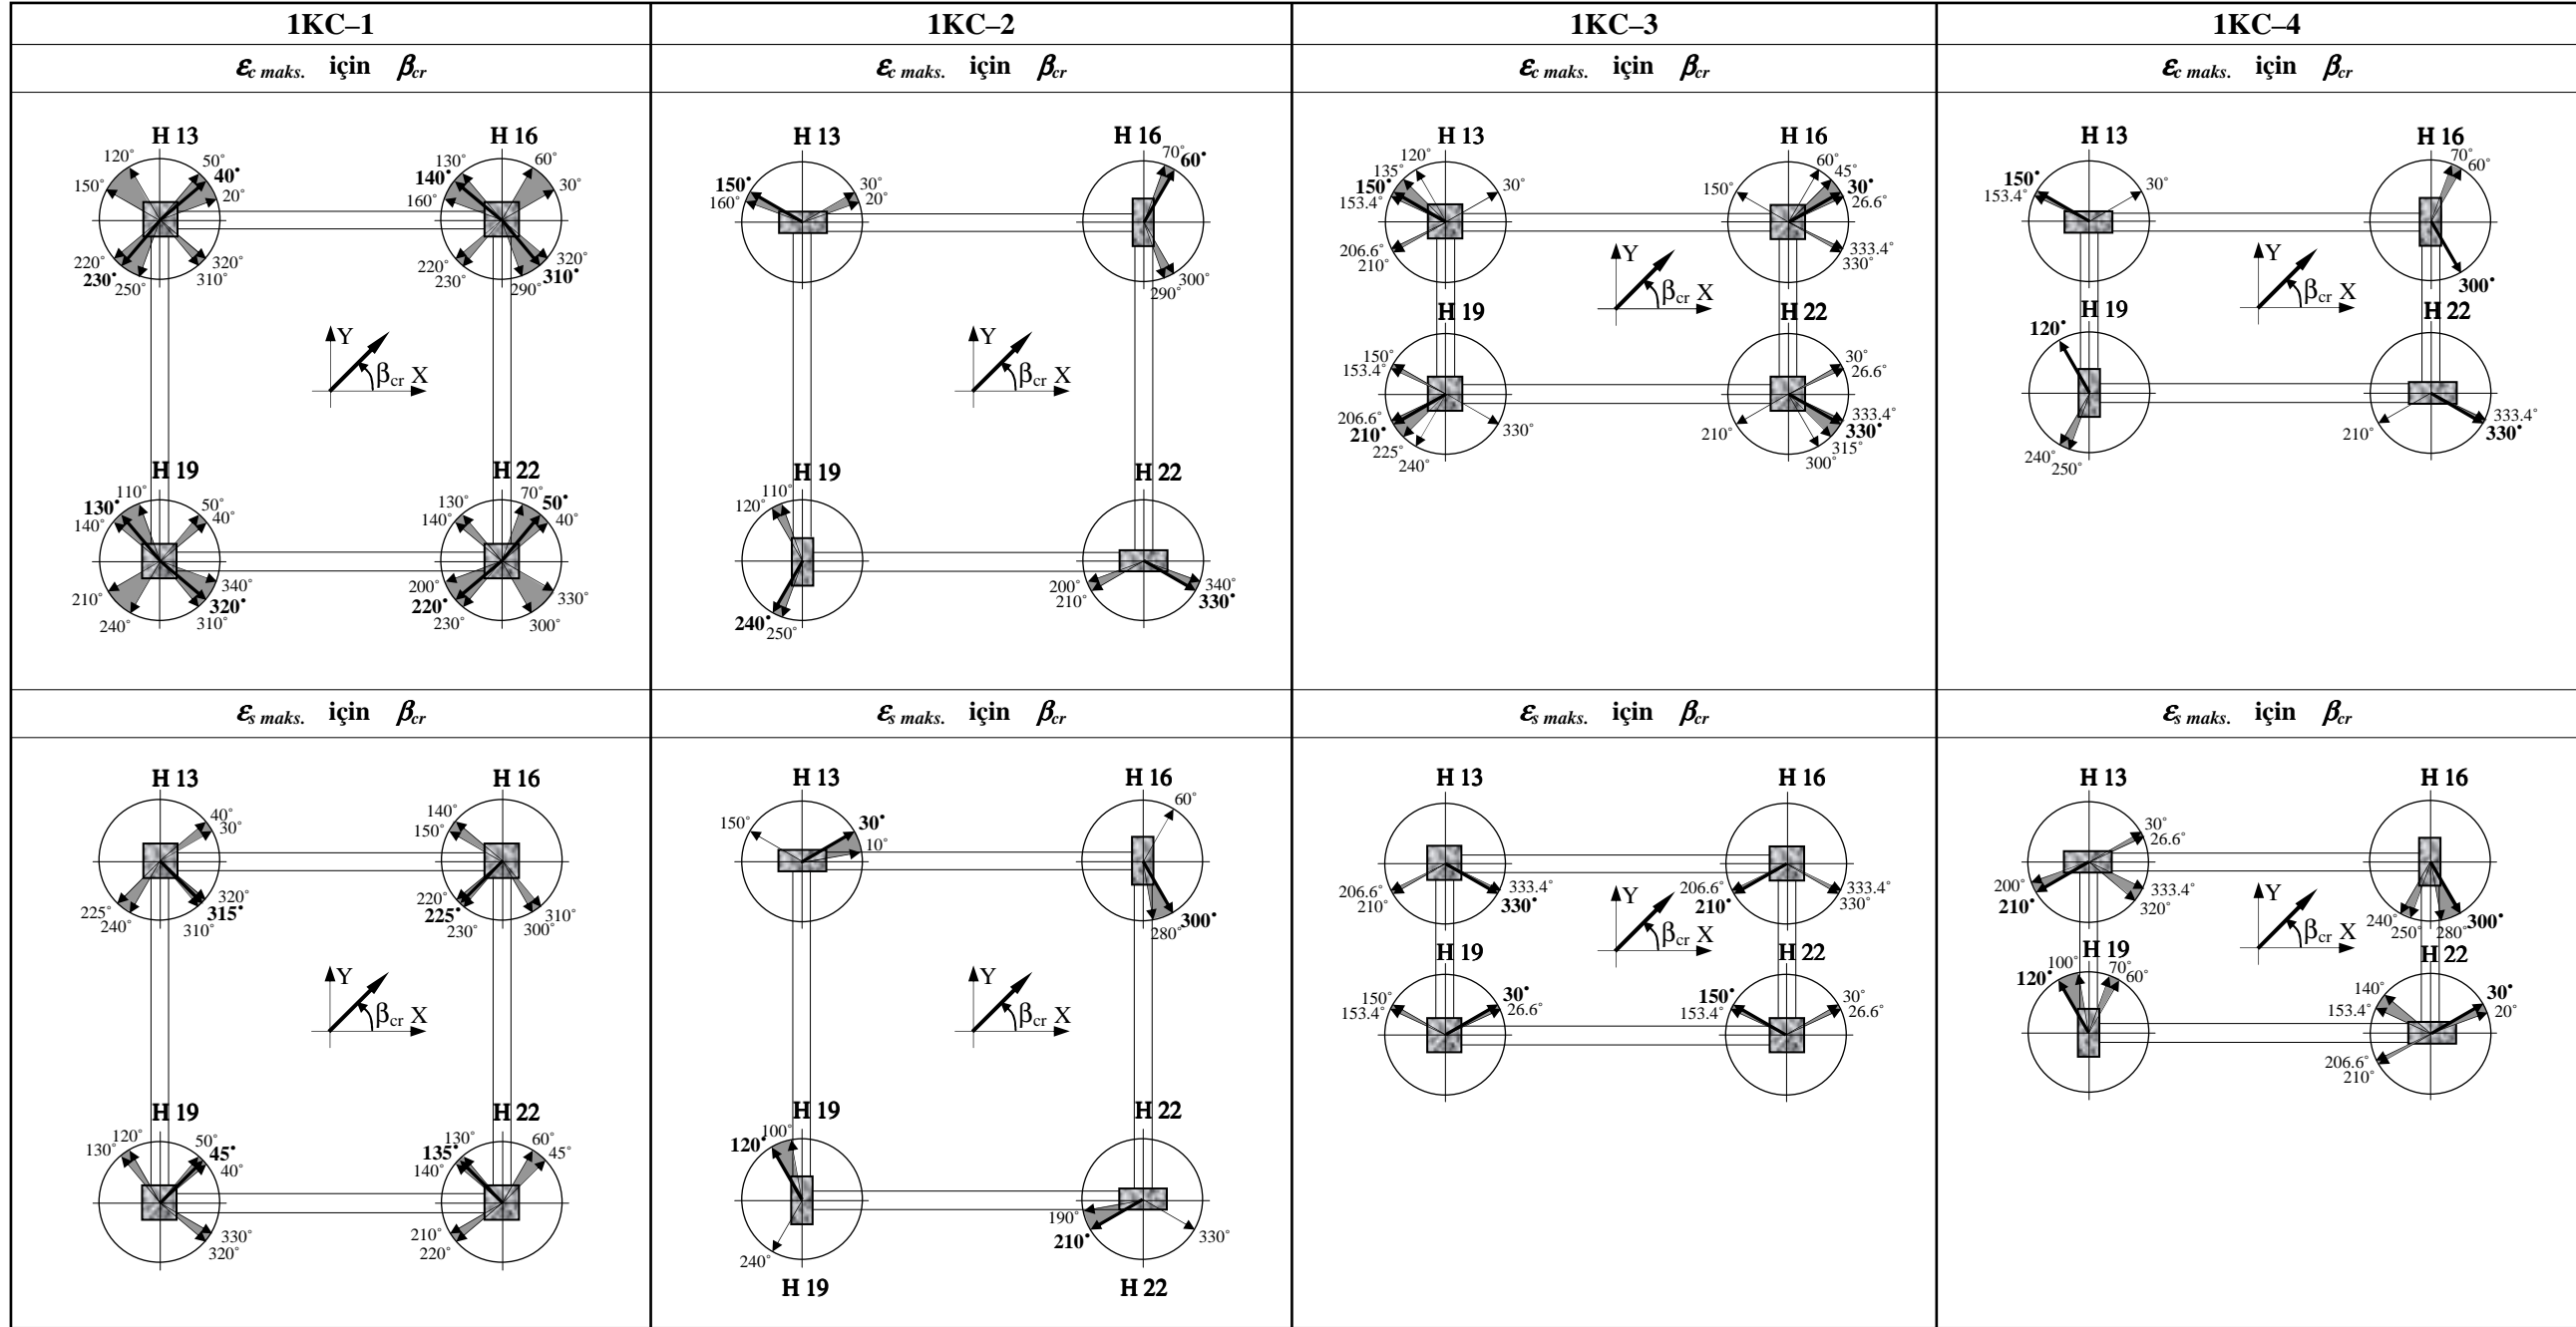 1KC–1
1KC–2
1KC–3
1KC–4
εc maks. için βcr
εc maks. için βcr
εc maks. için βcr
εc maks. için βcr
H 13
120˚
150˚
50˚
40˚
20˚
220˚
230˚
250˚
320˚
310˚
H 16
130˚
140˚
160˚
60˚
30˚
220˚
230˚
290˚
320˚
310˚
Y
βcr X
H 19
110˚
130˚
140˚
50˚
40˚
210˚
240˚
340˚
320˚
310˚
H 22
130˚
140˚
70˚
50˚
40˚
200˚
220˚
230˚
330˚
300˚
H 13
150˚
160˚
30˚
20˚
H 16
70˚
60˚
300˚
290˚
Y
βcr X
H 19
110˚
120˚
240˚
250˚
H 22
200˚
210˚
340˚
330˚
H 13
120˚
135˚
150˚
153.4˚
30˚
206.6˚
210˚
H 16
60˚
45˚
30˚
26.6˚
150˚
333.4˚
330˚
Y
βcr X
H 19
150˚
153.4˚
206.6˚
210˚
225˚
240˚
330˚
H 22
30˚
26.6˚
210˚
333.4˚
330˚
315˚
300˚
H 13
150˚
153.4˚
30˚
H 16
70˚
60˚
300˚
Y
βcr X
H 19
120˚
240˚
250˚
H 22
210˚
333.4˚
330˚
εs maks. için βcr
εs maks. için βcr
εs maks. için βcr
εs maks. için βcr
H 13
40˚
30˚
225˚
240˚
320˚
315˚
310˚
H 16
140˚
150˚
220˚
225˚
230˚
310˚
300˚
Y
βcr X
H 19
120˚
130˚
50˚
45˚
40˚
330˚
320˚
H 22
130˚
135˚
140˚
60˚
45˚
210˚
220˚
H 13
150˚
30˚
10˚
H 16
60˚
300˚
280˚
Y
βcr X
H 19
100˚
120˚
240˚
H 19
H 22
190˚
210˚
330˚
H 22
H 13
206.6˚
210˚
333.4˚
330˚
H 16
206.6˚
210˚
333.4˚
330˚
Y
βcr X
H 19
150˚
153.4˚
30˚
26.6˚
H 22
150˚
153.4˚
30˚
26.6˚
H 13
30˚
26.6˚
200˚
210˚
333.4˚
320˚
H 16
240˚
250˚
280˚
300˚
Y
βcr X
H 19
100˚
120˚
70˚
60˚
H 22
140˚
153.4˚
30˚
20˚
206.6˚
210˚